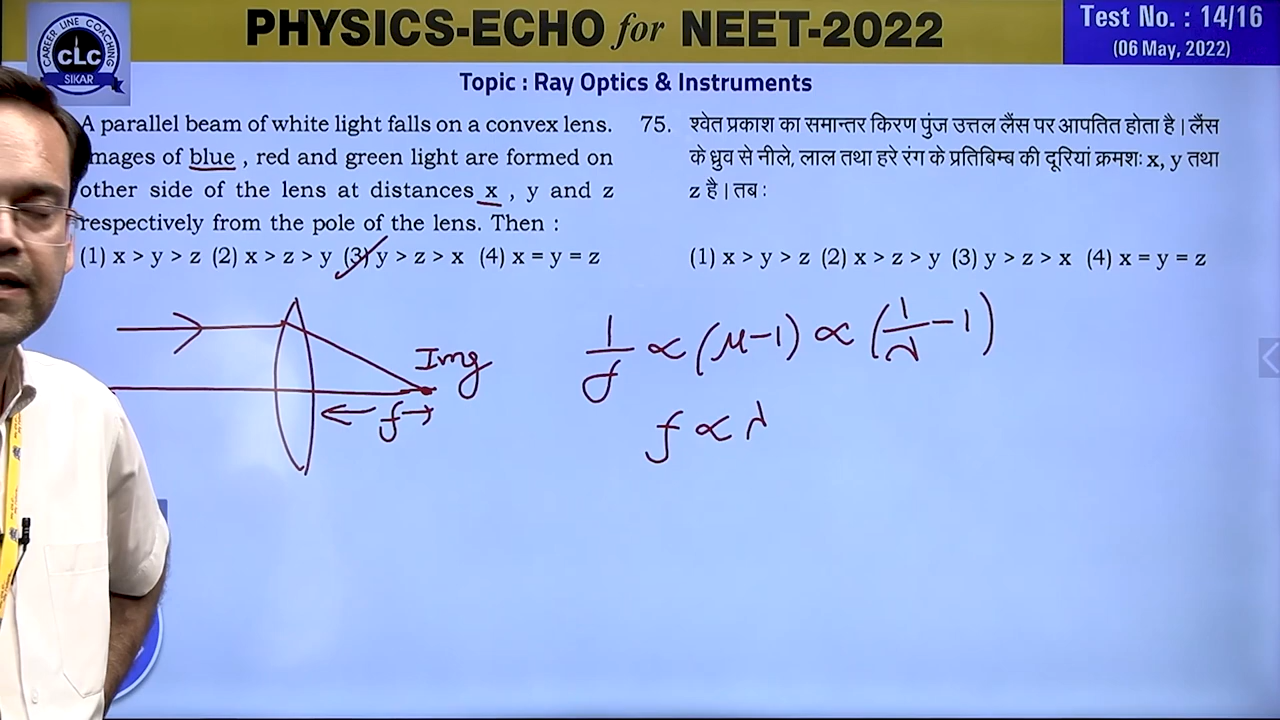 PHYSICS-ECHO for NEET-2022
Test No. : 14/16
(06 May, 2022)
CAREER LINE COACHING
CLC
SIKAR
Topic : Ray Optics & Instruments
A parallel beam of white light falls on a convex lens.
mages of blue , red and green light are formed on
other side of the lens at distances x , y and z
respectively from the pole of the lens. Then :
(1) x > y > z (2) x > z > y (3) y > z > x (4) x = y = z
75. श्वेत प्रकाश का समान्तर किरण पुंज उत्तल लैंस पर आपतित होता है। लैंस
के ध्रुव से नीले, लाल तथा हरे रंग के प्रतिबिम्ब की दूरियां क्रमशः x, y तथा
z है। तब :
(1) x > y > z (2) x > z > y (3) y > z > x (4) x = y = z
Img
f
1/f ∝ (μ-1) ∝ (1/λ - 1)
f ∝ λ